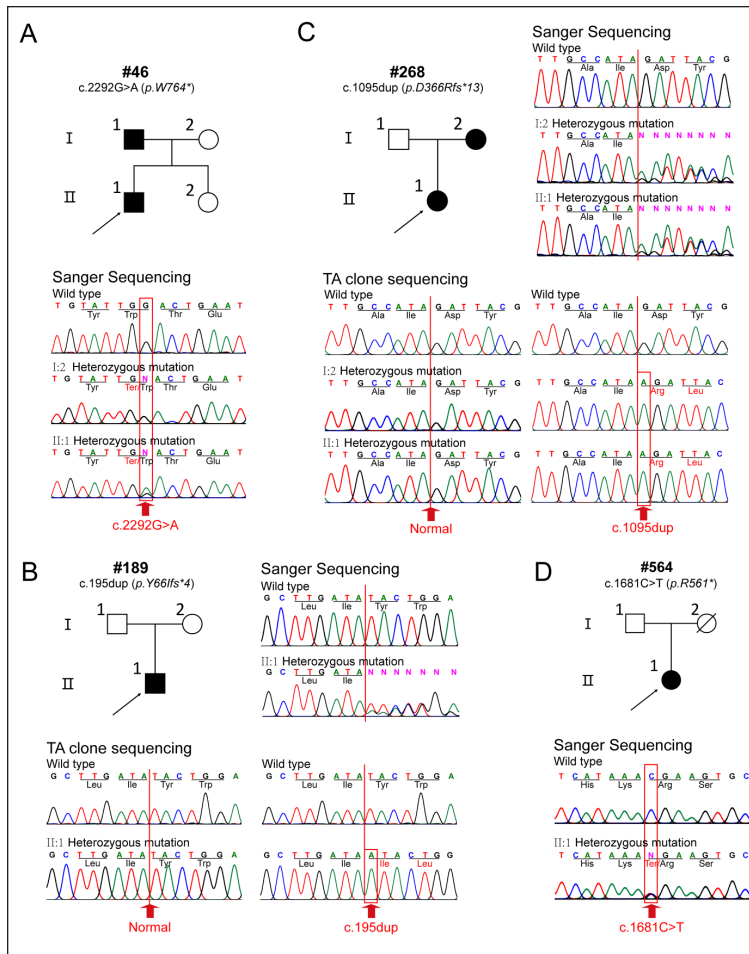 A
#46
c.2292G>A (p.W764*)
I
1
2
II
1
2
Sanger Sequencing
Wild type
T G T A T T G G A C T G A A T
Tyr Trp Thr Glu
I:2 Heterozygous mutation
T G T A T T G N A C T G A A T
Tyr Ter/Trp Thr Glu
II:1 Heterozygous mutation
T G T A T T G N A C T G A A T
Tyr Ter/Trp Thr Glu
c.2292G>A
C
#268
c.1095dup (p.D366Rfs*13)
I
1
2
II
1
Sanger Sequencing
Wild type
T T G C C A T A G A T T A C G
Ala Ile Asp Tyr
I:2 Heterozygous mutation
T T G C C A T A N N N N N N N
Ala Ile
II:1 Heterozygous mutation
T T G C C A T A N N N N N N N
Ala Ile
TA clone sequencing
Wild type
T T G C C A T A G A T T A C G
Ala Ile Asp Tyr
I:2 Heterozygous mutation
T T G C C A T A G A T T A C G
Ala Ile Asp Tyr
II:1 Heterozygous mutation
T T G C C A T A G A T T A C G
Ala Ile Asp Tyr
Normal
T T G C C A T A G A T T A C G
Ala Ile Asp Tyr
T T G C C A T A A G A T T A C
Ala Ile Arg Leu
T T G C C A T A A G A T T A C
Ala Ile Arg Leu
c.1095dup
B
#189
c.195dup (p.Y66Ifs*4)
I
1
2
II
1
Sanger Sequencing
Wild type
G C T T G A T A T A C T G G A
Leu Ile Tyr Trp
II:1 Heterozygous mutation
G C T T G A T A N N N N N N N
Leu Ile
TA clone sequencing
Wild type
G C T T G A T A T A C T G G A
Leu Ile Tyr Trp
II:1 Heterozygous mutation
G C T T G A T A T A C T G G A
Leu Ile Tyr Trp
Normal
G C T T G A T A T A C T G G A
Leu Ile Tyr Trp
G C T T G A T A A T A C T G G
Leu Ile Ile Leu
c.195dup
D
#564
c.1681C>T (p.R561*)
I
1
2
II
1
Sanger Sequencing
Wild type
T C A T A A A C G A A G T G C
His Lys Arg Ser
II:1 Heterozygous mutation
T C A T A A A N G A A G T G C
His Lys Ter/Arg Ser
c.1681C>T